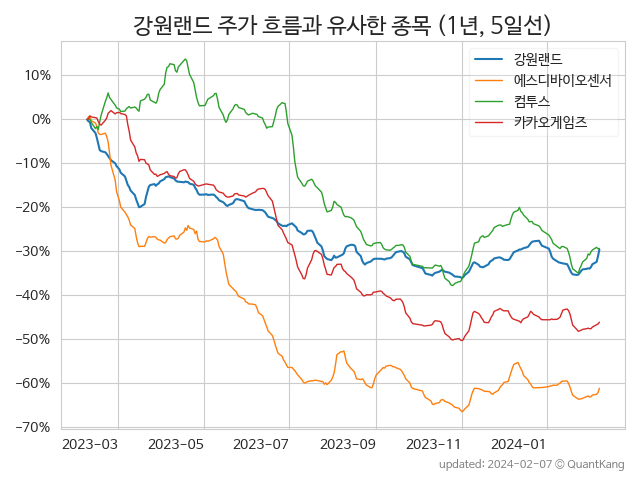 강원랜드 주가 흐름과 유사한 종목 (1년, 5일선)
강원랜드
에스디바이오센서
컴투스
카카오게임즈
10%
0%
−10%
−20%
−30%
−40%
−50%
−60%
−70%
2023-03 2023-05 2023-07 2023-09 2023-11 2024-01
updated: 2024-02-07 © QuantKang